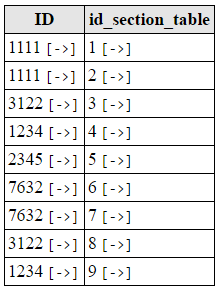 ID id_section_table
1111 [->] 1 [->]
1111 [->] 2 [->]
3122 [->] 3 [->]
1234 [->] 4 [->]
2345 [->] 5 [->]
7632 [->] 6 [->]
7632 [->] 7 [->]
3122 [->] 8 [->]
1234 [->] 9 [->]